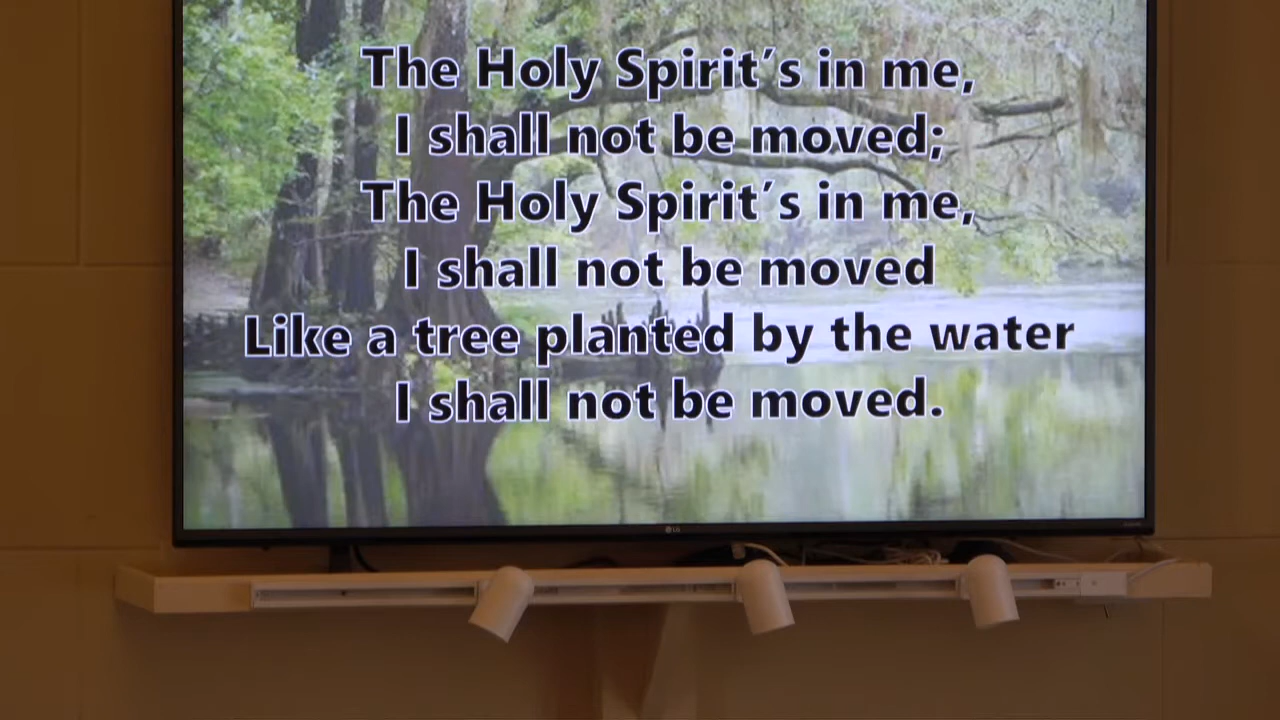 The Holy Spirit's in me,
I shall not be moved;
The Holy Spirit's in me,
I shall not be moved
Like a tree planted by the water
I shall not be moved.
LG